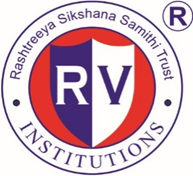 Rashtreeya Sikshana Samithi Trust
®
RV
• INSTITUTIONS •